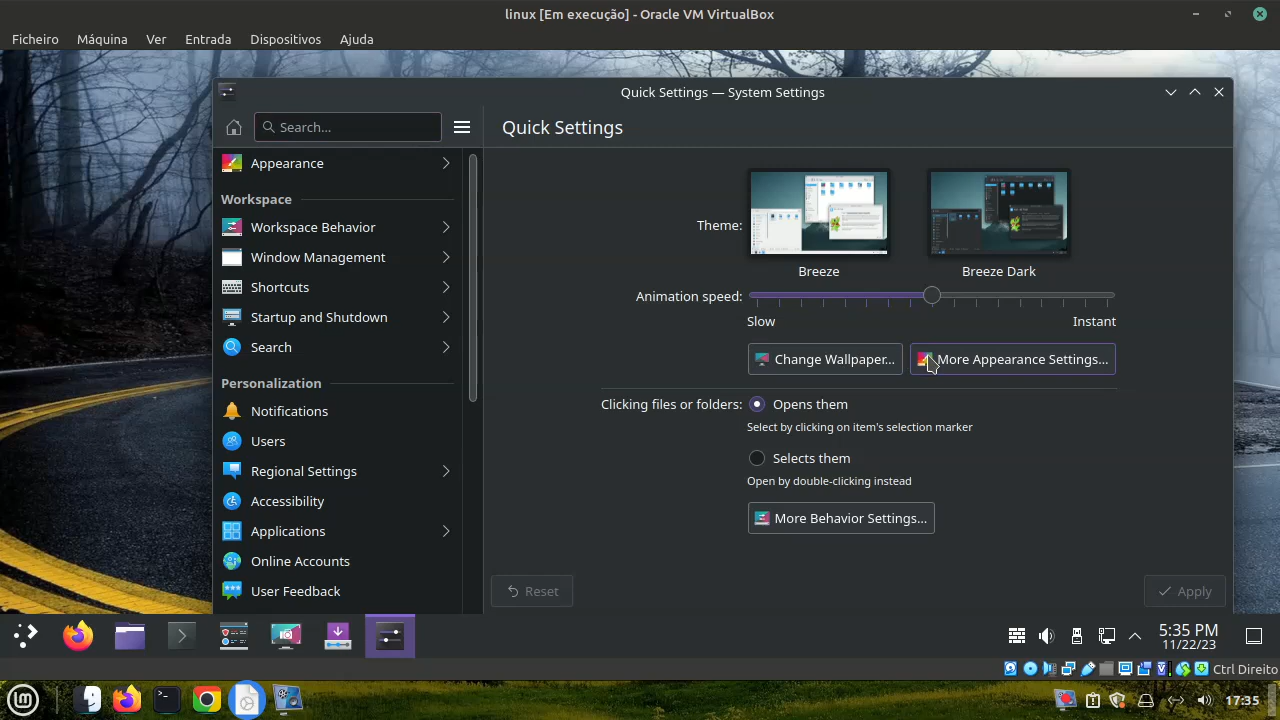 linux [Em execução] - Oracle VM VirtualBox
Ficheiro Máquina Ver Entrada Dispositivos Ajuda
Quick Settings — System Settings
Search...
Quick Settings
Appearance
Workspace
Workspace Behavior
Window Management
Shortcuts
Startup and Shutdown
Search
Personalization
Notifications
Users
Regional Settings
Accessibility
Applications
Online Accounts
User Feedback
Theme:
Breeze
Breeze Dark
Animation speed:
Slow
Instant
Change Wallpaper...
More Appearance Settings...
Clicking files or folders:
Opens them
Select by clicking on item's selection marker
Selects them
Open by double-clicking instead
More Behavior Settings...
Reset
Apply
5:35 PM
11/22/23
Ctrl Direito
17:35